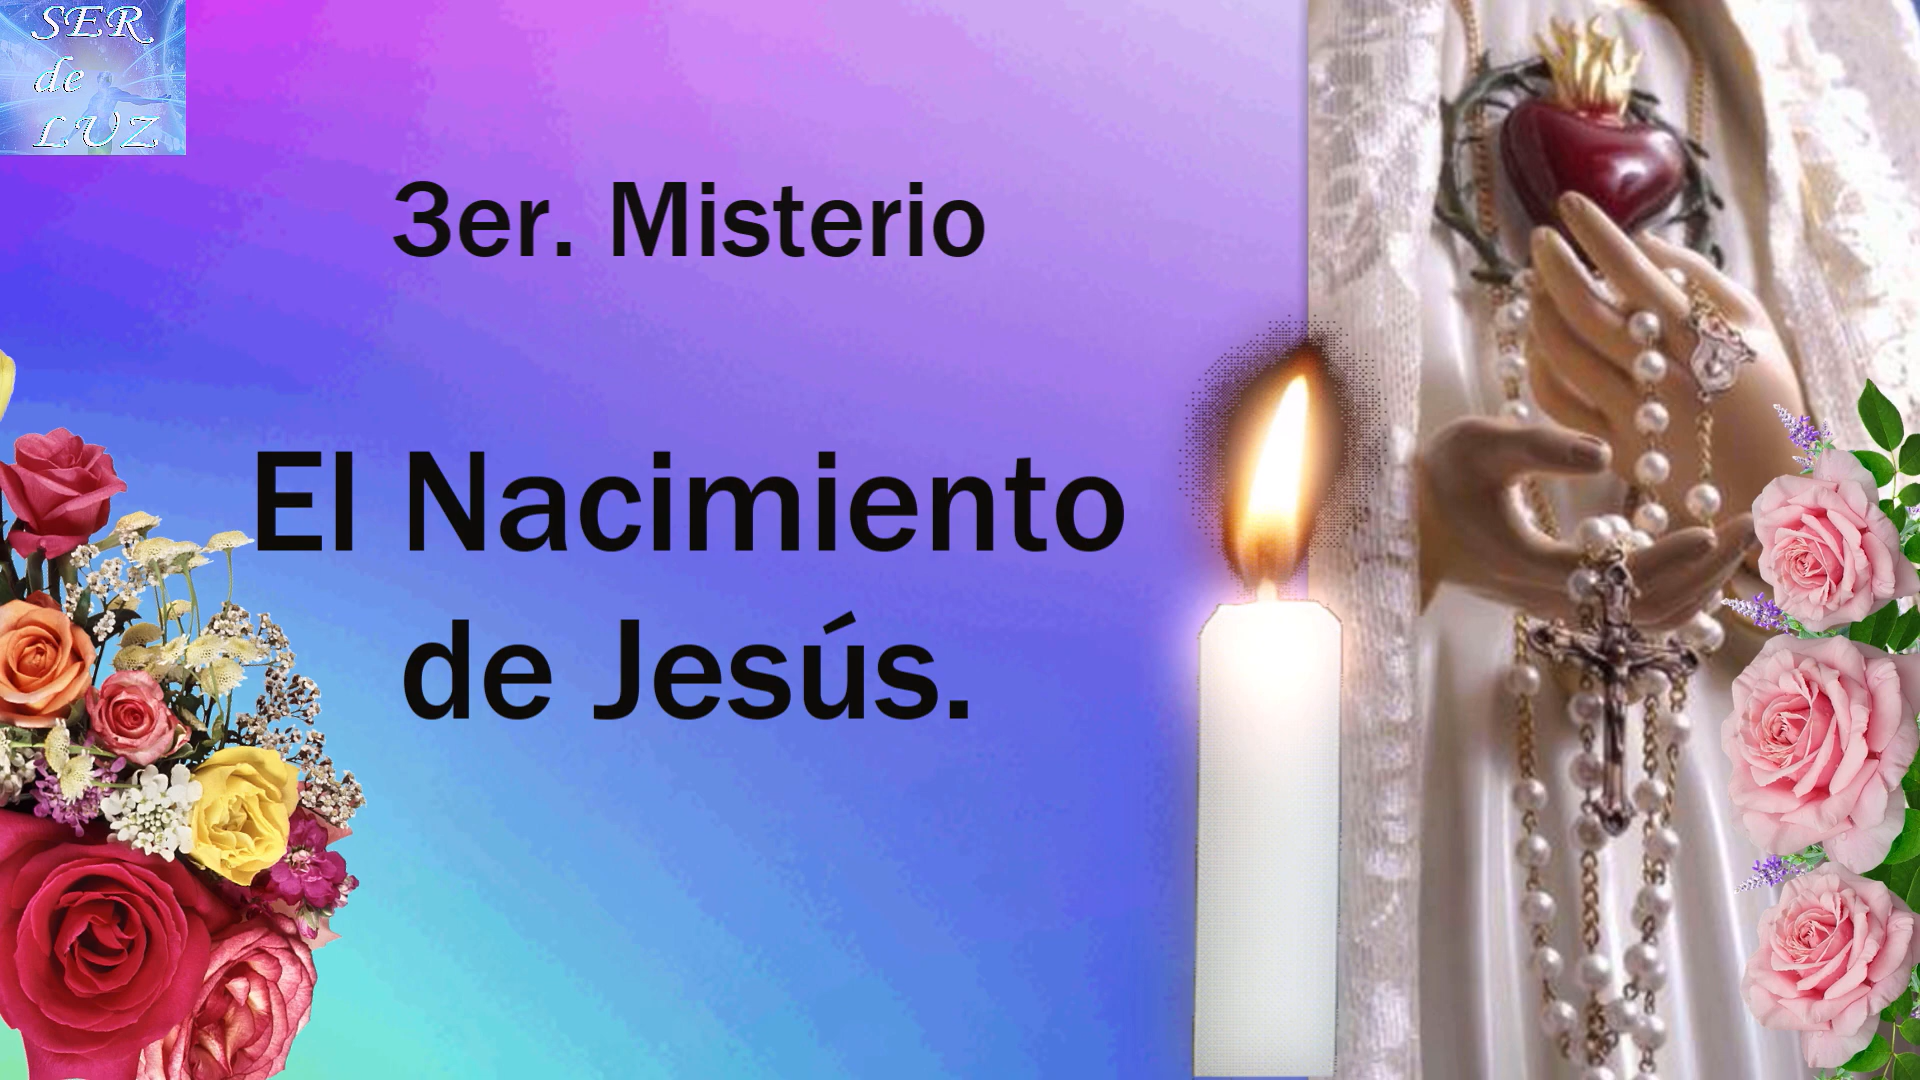 SER
de
LUZ
3er. Misterio
El Nacimiento
de Jesús.